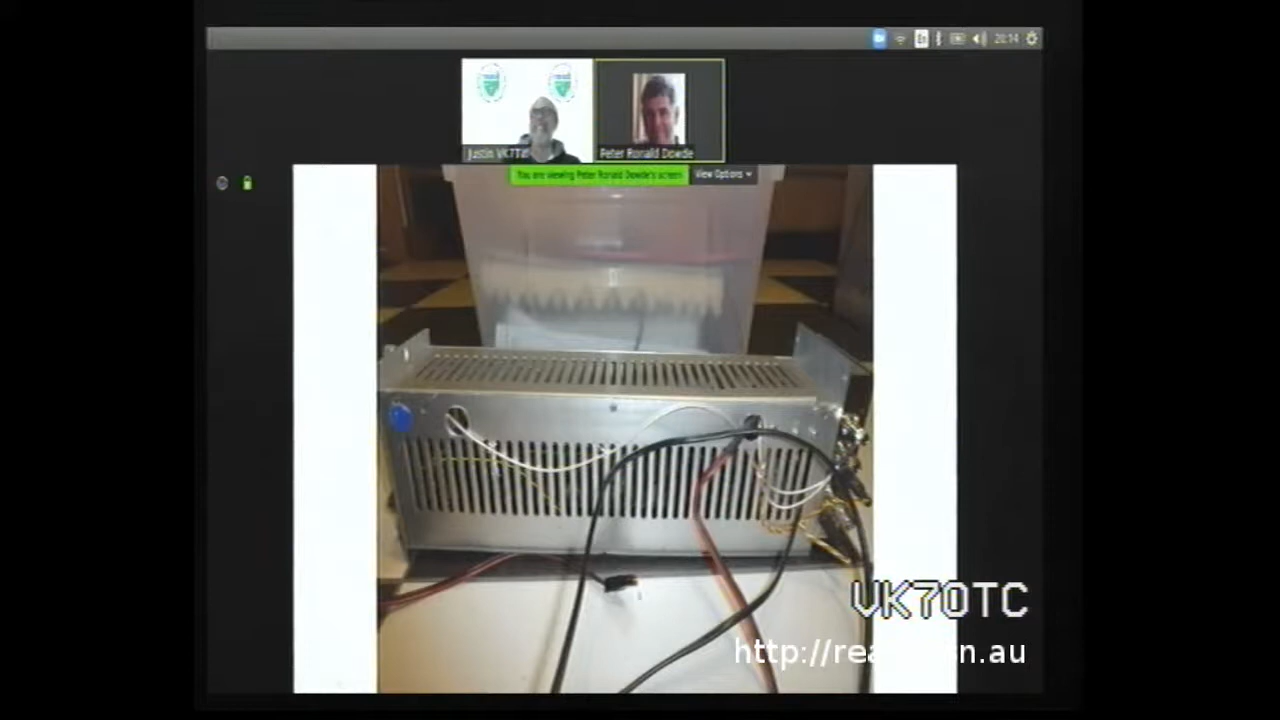 En 20:14
Justin VK7TW
Peter Ronald Dowde
You are viewing Peter Ronald Dowde's screen View Options
VK7OTC
http://rea
n.au